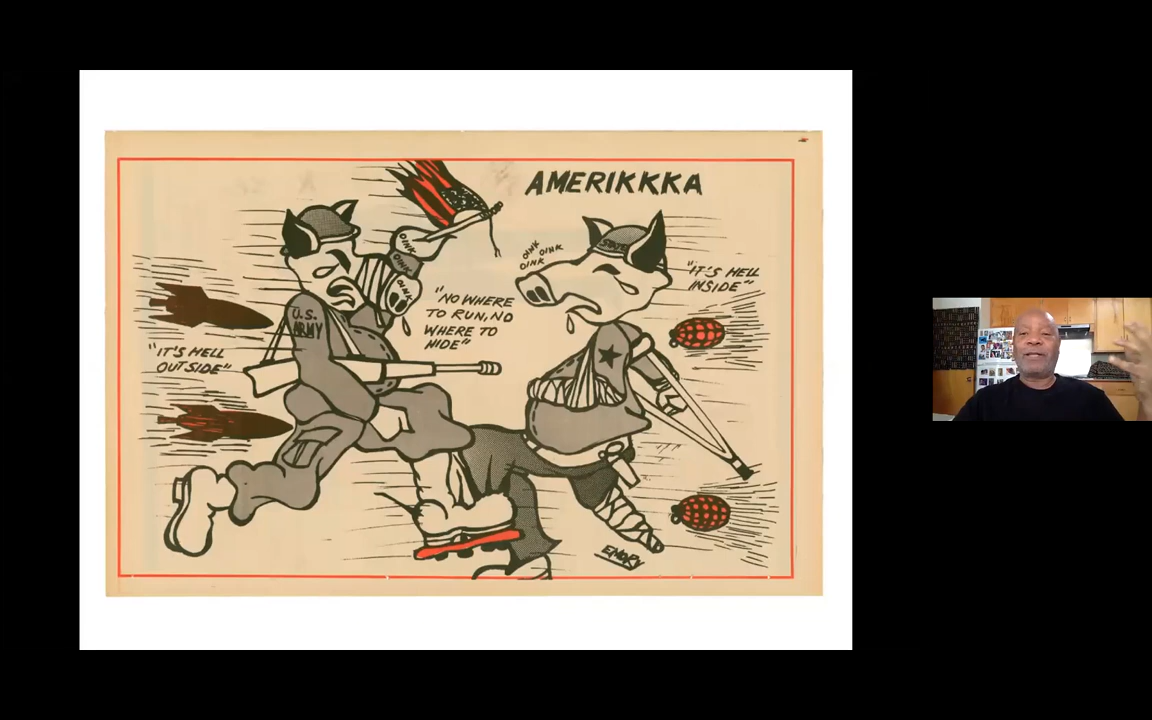 AMERIKKKA
OINK
OINK
OINK
OINK
OINK
OINK
OINK
"IT'S HELL
INSIDE"
"NO WHERE
TO RUN, NO
WHERE TO
HIDE"
U.S.
ARMY
"IT'S HELL
OUTSIDE"
EMORY